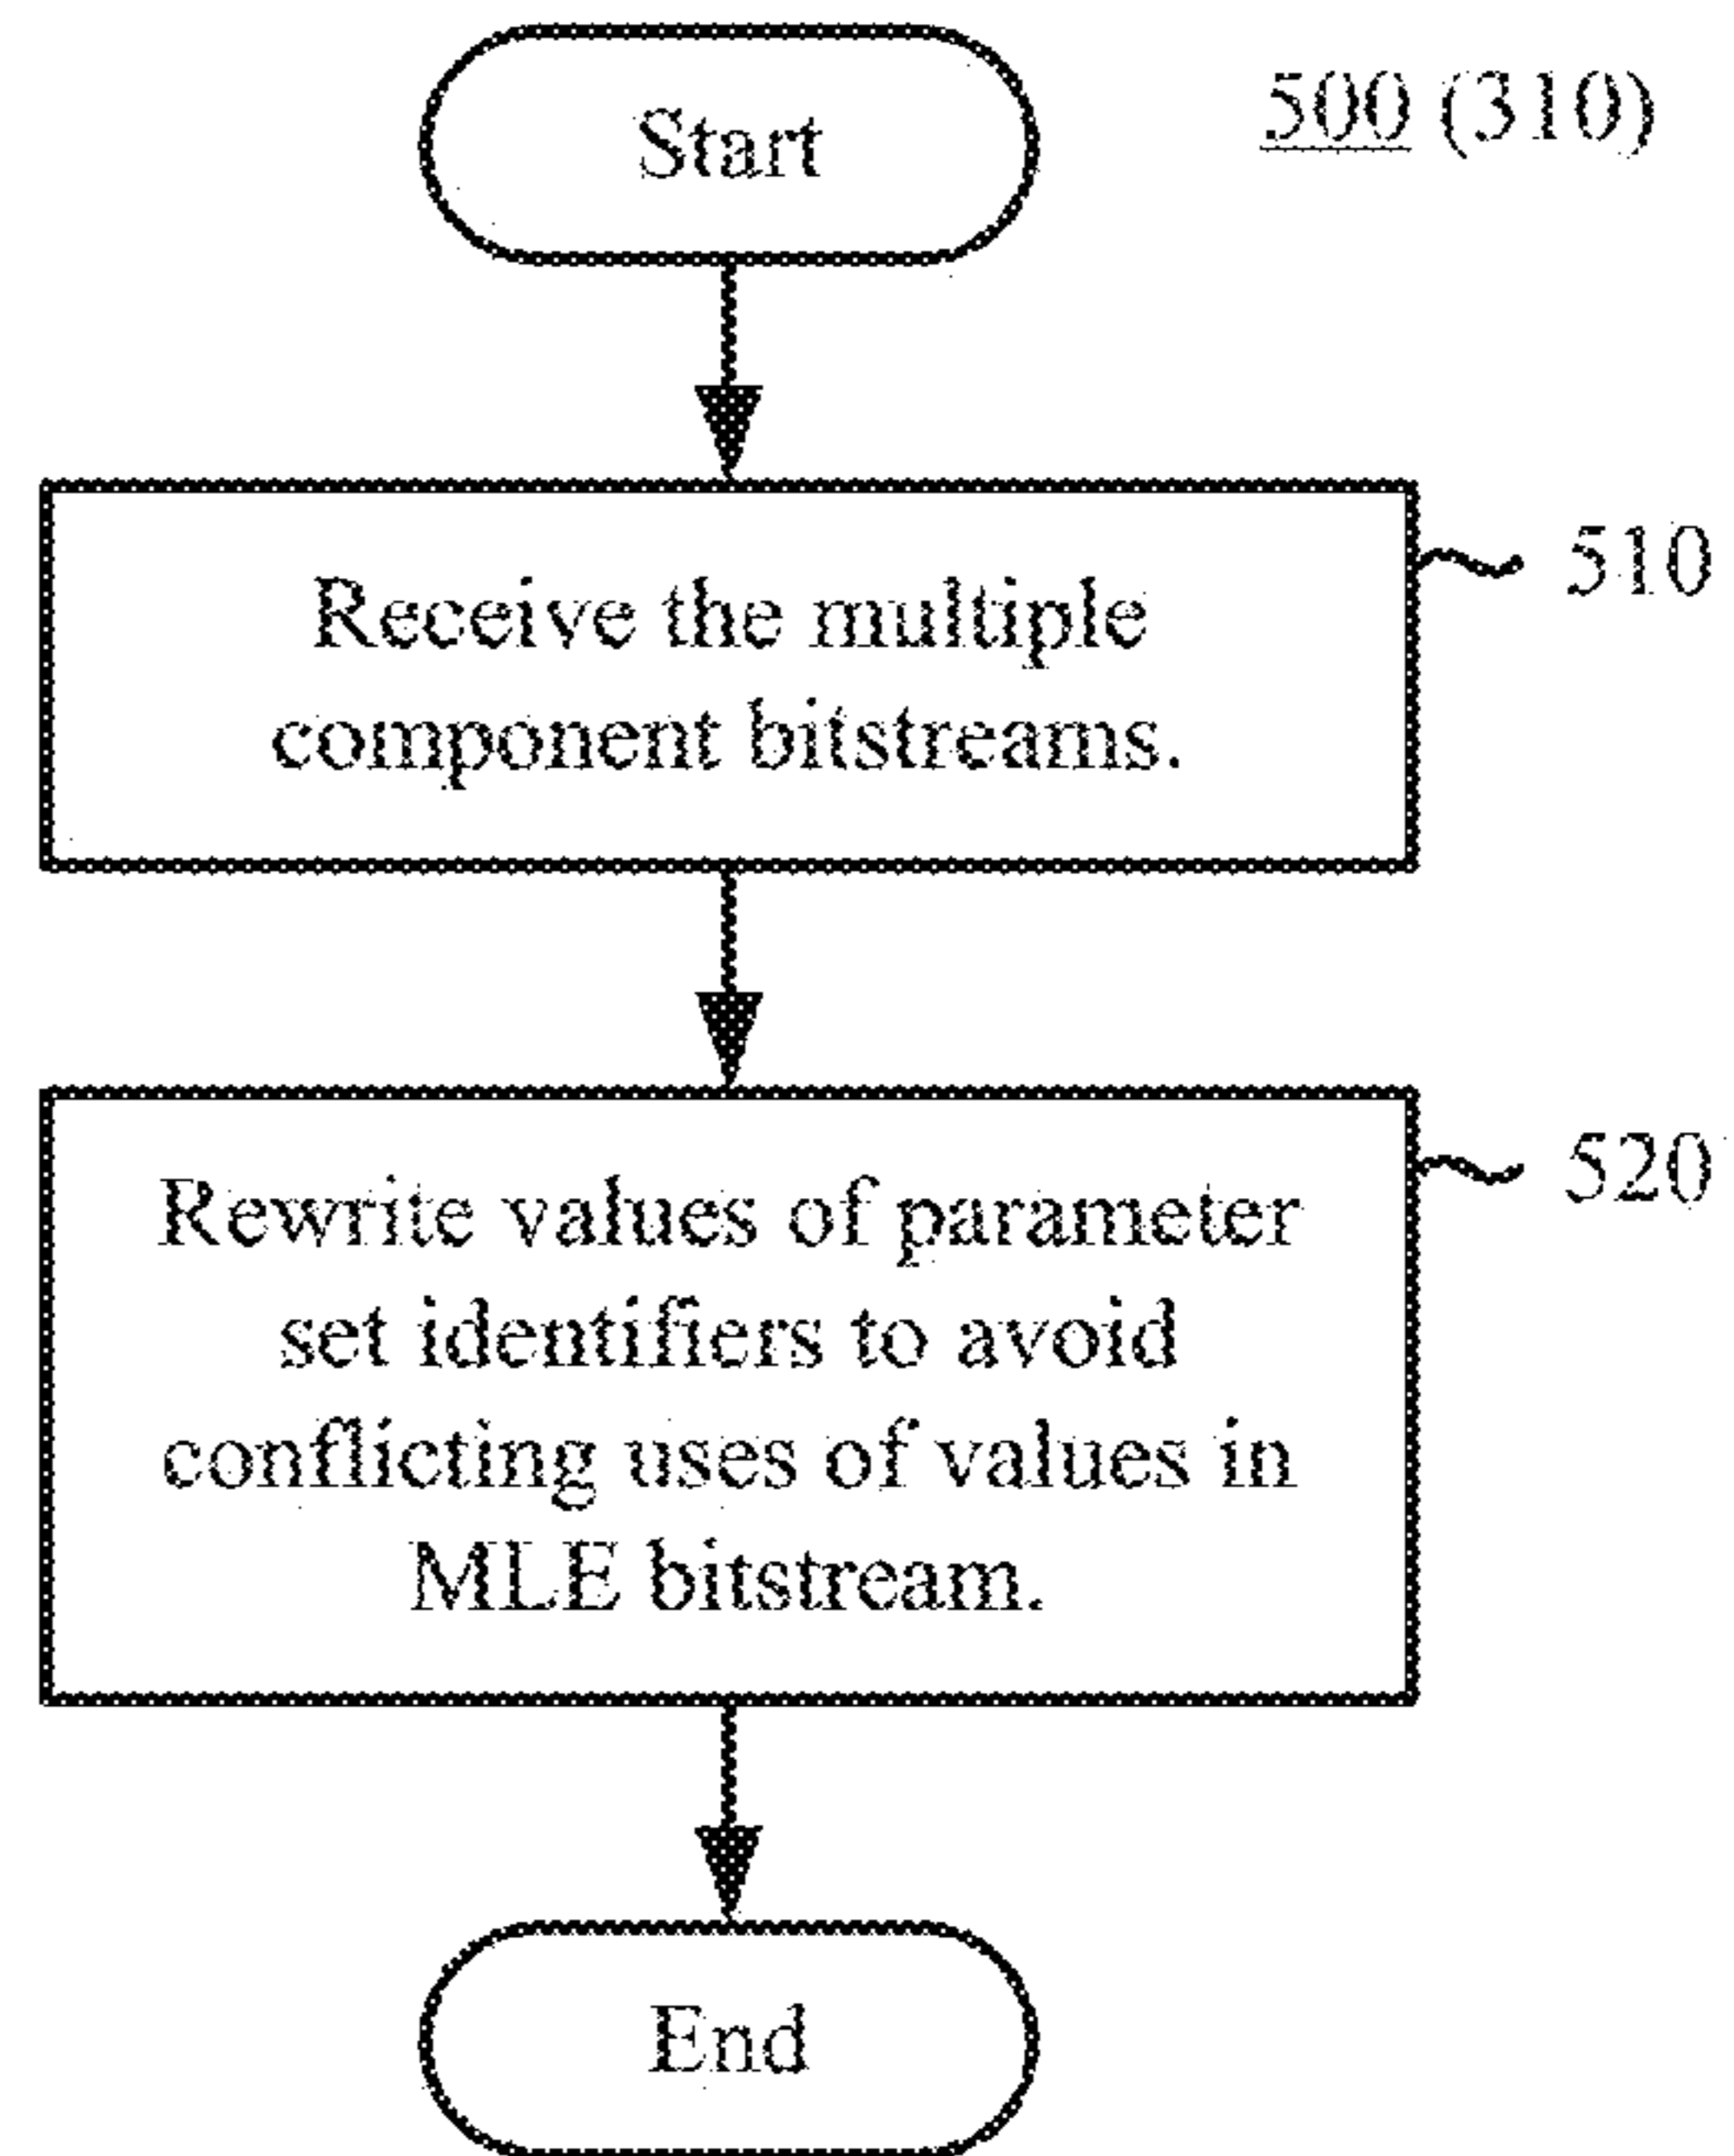 Start
500 (310)
Receive the multiple
component bitstreams.
510
Rewrite values of parameter
set identifiers to avoid
conflicting uses of values in
MLE bitstream.
520
End